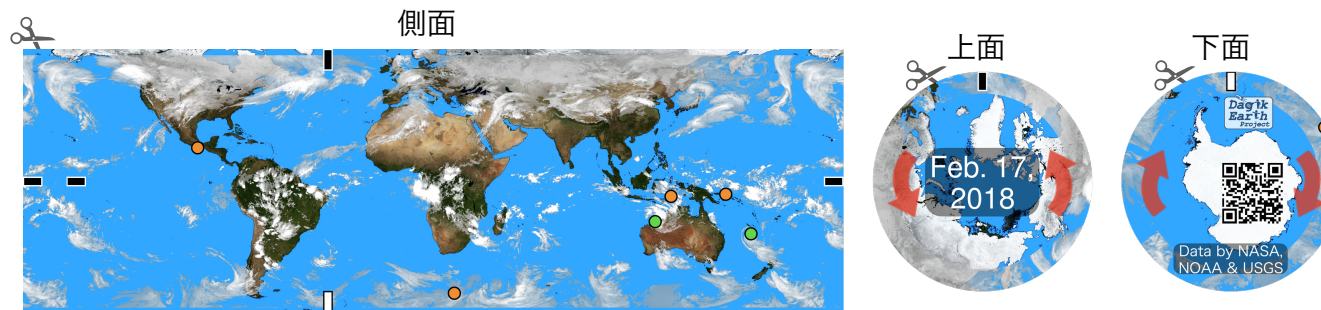 側面
上面
下面
Feb. 17,
2018
Dagik
Earth
Project
Data by NASA,
NOAA & USGS